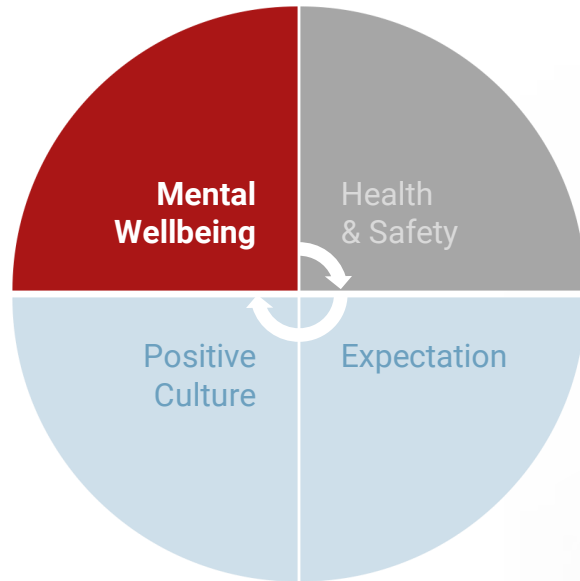 Mental
Wellbeing
Health
& Safety
Positive
Culture
Expectation